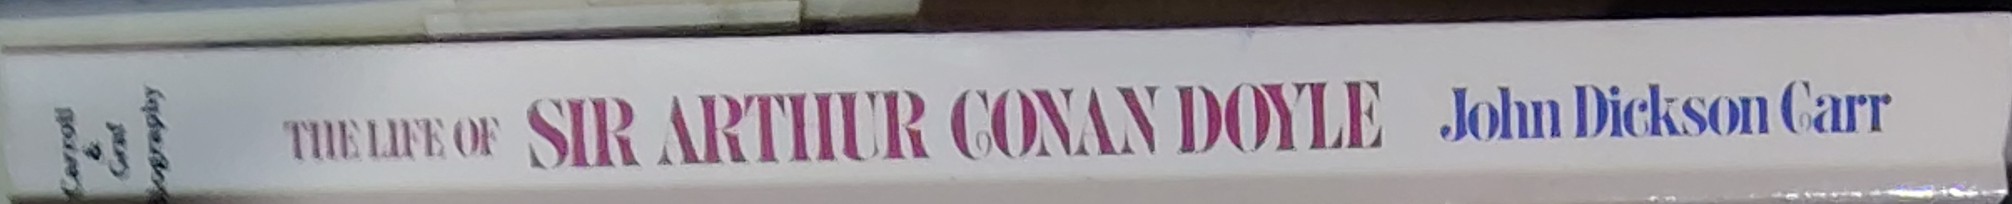 Carroll
&
Graf
Biography
THE LIFE OF SIR ARTHUR CONAN DOYLE John Dickson Carr